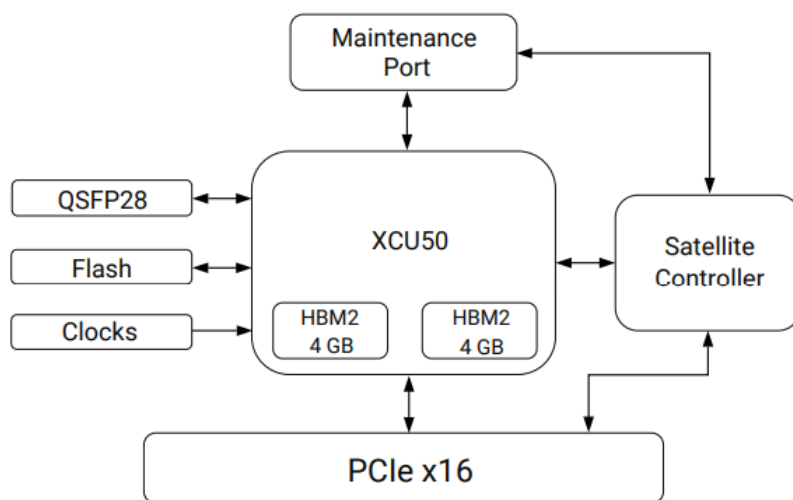 Maintenance
Port
QSFP28
Flash
Clocks
XCU50
HBM2
4 GB
HBM2
4 GB
Satellite
Controller
PCIe x16